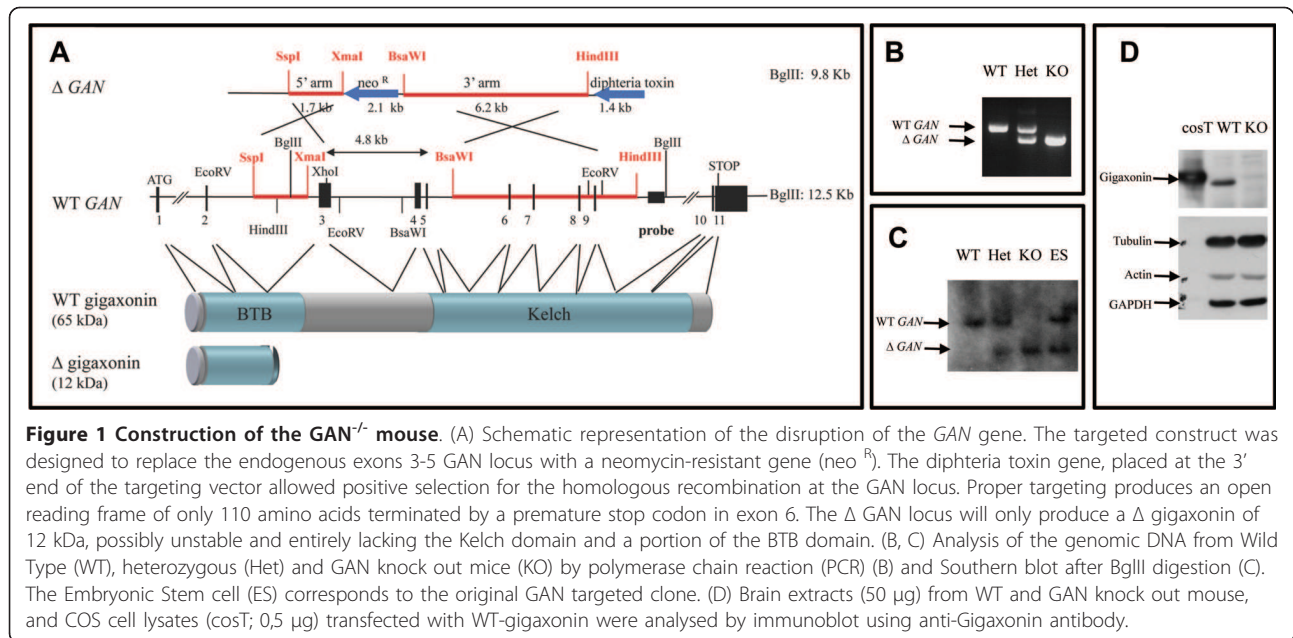 A
SspI XmaI BsaWI HindIII
5' arm neo R 3' arm diphteria toxin BglII: 9.8 Kb
Δ GAN
1.7 kb 2.1 kb 6.2 kb 1.4 kb
4.8 kb
BglII BglII
SspI XmaI BsaWI HindIII
ATG EcoRV XhoI EcoRV STOP
WT GAN BglII: 12.5 Kb
1 2 3 4 5 6 7 8 9 10 11
HindIII EcoRV BsaWI probe
WT gigaxonin
(65 kDa)
BTB Kelch
Δ gigaxonin
(12 kDa)
B
WT Het KO
WT GAN
Δ GAN
C
WT Het KO ES
WT GAN
Δ GAN
D
cosT WT KO
Gigaxonin
Tubulin
Actin
GAPDH
Figure 1 Construction of the GAN-/- mouse. (A) Schematic representation of the disruption of the GAN gene. The targeted construct was
designed to replace the endogenous exons 3-5 GAN locus with a neomycin-resistant gene (neo R). The diphteria toxin gene, placed at the 3'
end of the targeting vector allowed positive selection for the homologous recombination at the GAN locus. Proper targeting produces an open
reading frame of only 110 amino acids terminated by a premature stop codon in exon 6. The Δ GAN locus will only produce a Δ gigaxonin of
12 kDa, possibly unstable and entirely lacking the Kelch domain and a portion of the BTB domain. (B, C) Analysis of the genomic DNA from Wild
Type (WT), heterozygous (Het) and GAN knock out mice (KO) by polymerase chain reaction (PCR) (B) and Southern blot after BglII digestion (C).
The Embryonic Stem cell (ES) corresponds to the original GAN targeted clone. (D) Brain extracts (50 μg) from WT and GAN knock out mouse,
and COS cell lysates (cosT; 0,5 μg) transfected with WT-gigaxonin were analysed by immunoblot using anti-Gigaxonin antibody.